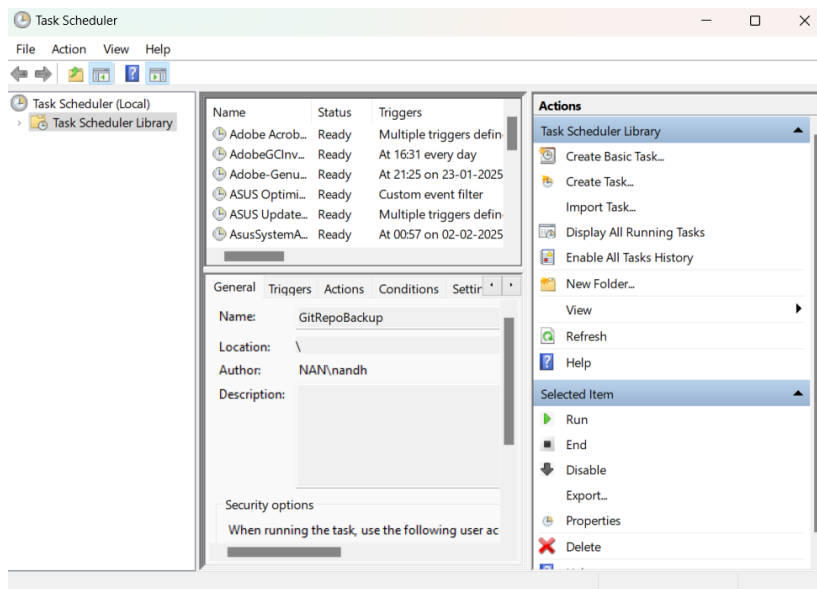 Task Scheduler
File Action View Help
Task Scheduler (Local)
Task Scheduler Library
Name Status Triggers
Adobe Acrob... Ready Multiple triggers defin
AdobeGCInv... Ready At 16:31 every day
Adobe-Genu... Ready At 21:25 on 23-01-2025
ASUS Optimi... Ready Custom event filter
ASUS Update... Ready Multiple triggers defin
AsusSystemA... Ready At 00:57 on 02-02-2025
General Triggers Actions Conditions Settin
Name: GitRepoBackup
Location: \
Author: NAN\nandh
Description:
Security options
When running the task, use the following user ac
Actions
Task Scheduler Library
Create Basic Task...
Create Task...
Import Task...
Display All Running Tasks
Enable All Tasks History
New Folder...
View
Refresh
Help
Selected Item
Run
End
Disable
Export...
Properties
Delete